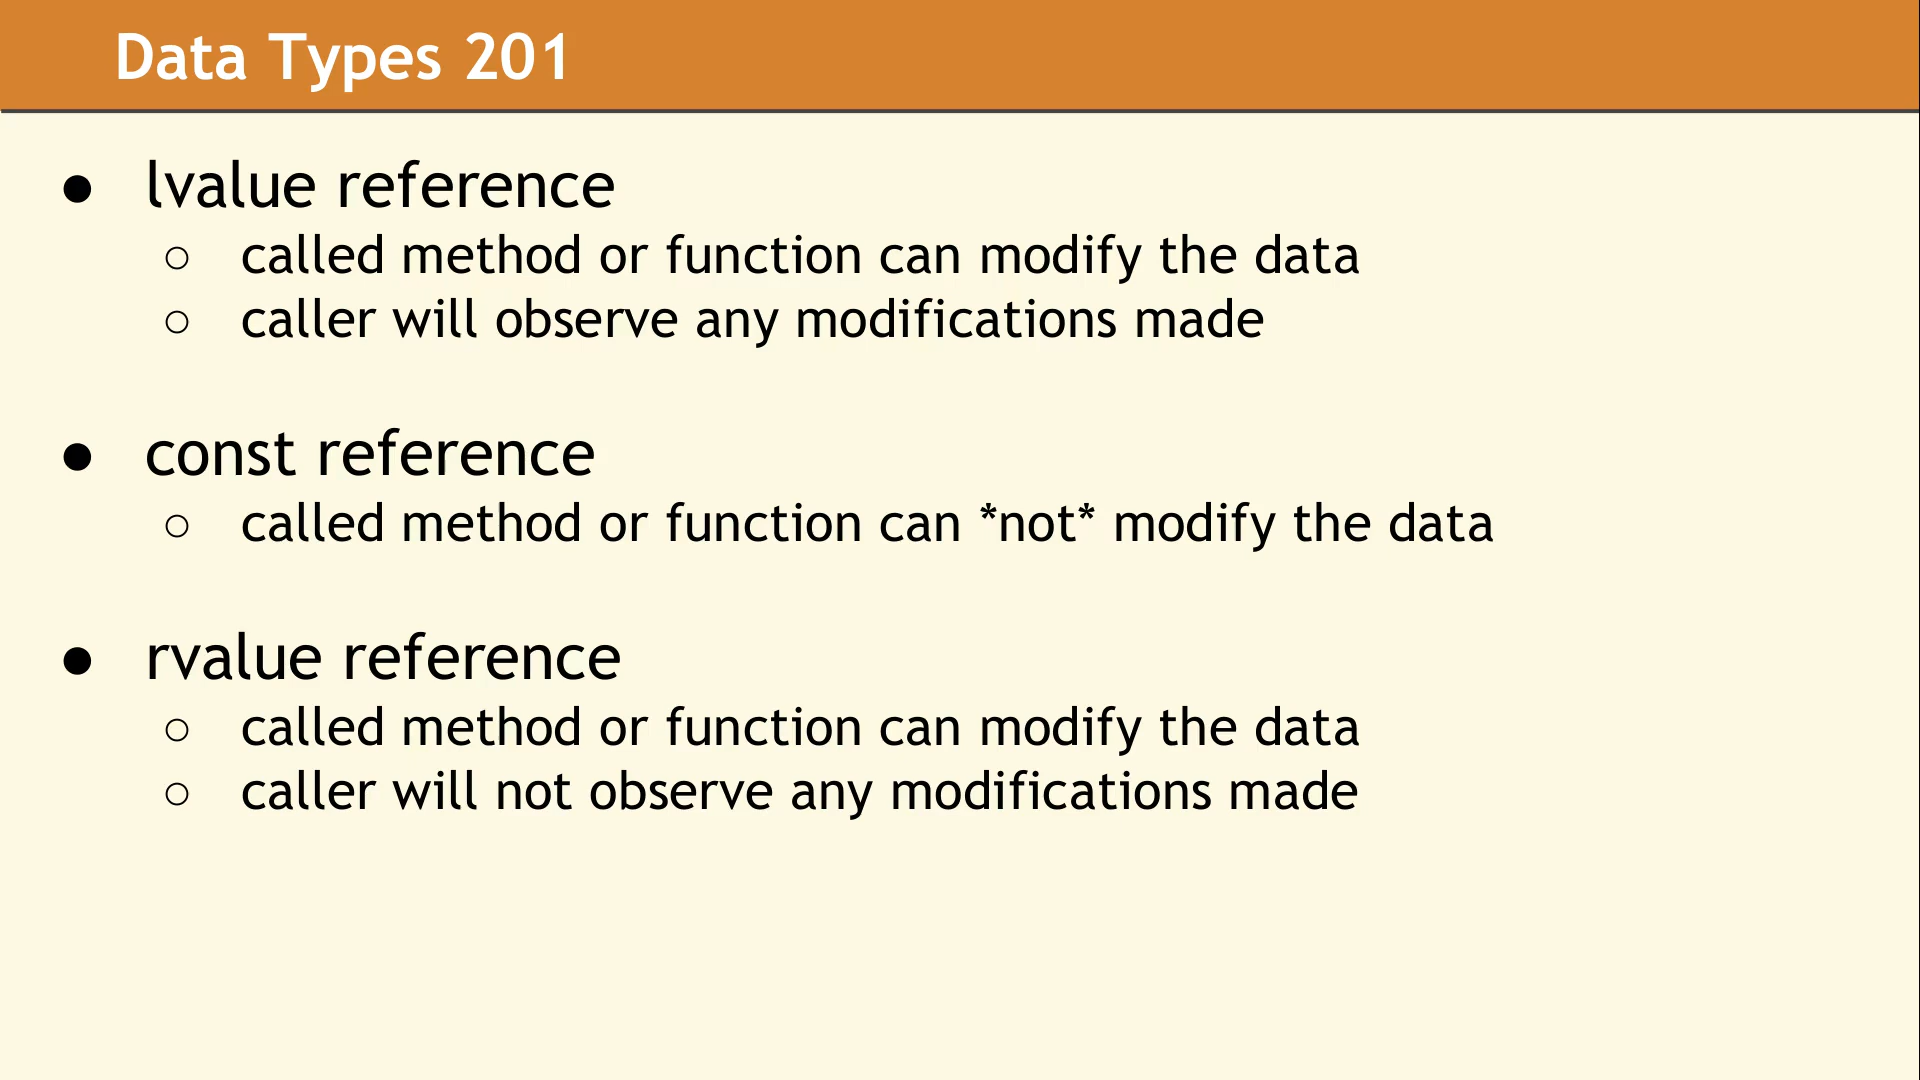 Data Types 201
● lvalue reference
○ called method or function can modify the data
○ caller will observe any modifications made
● const reference
○ called method or function can *not* modify the data
● rvalue reference
○ called method or function can modify the data
○ caller will not observe any modifications made